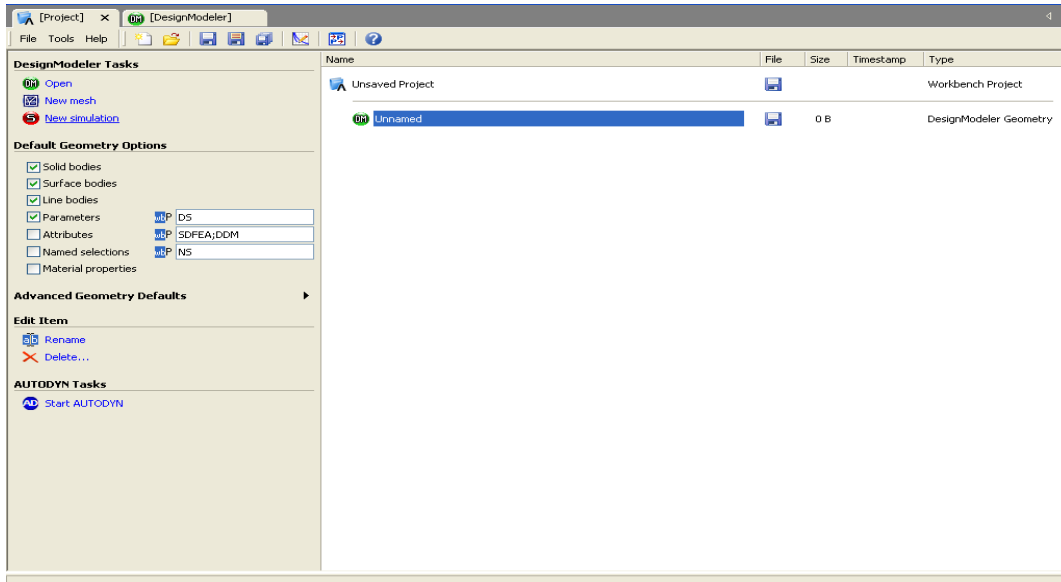 [Project] [DesignModeler]
File Tools Help
DesignModeler Tasks
Open
New mesh
New simulation
Default Geometry Options
Solid bodies
Surface bodies
Line bodies
Parameters DS
Attributes SDFEA;DDM
Named selections NS
Material properties
Advanced Geometry Defaults
Edit Item
Rename
Delete...
AUTODYN Tasks
Start AUTODYN
Name File Size Timestamp Type
Unsaved Project Workbench Project
Unnamed 0 B DesignModeler Geometry